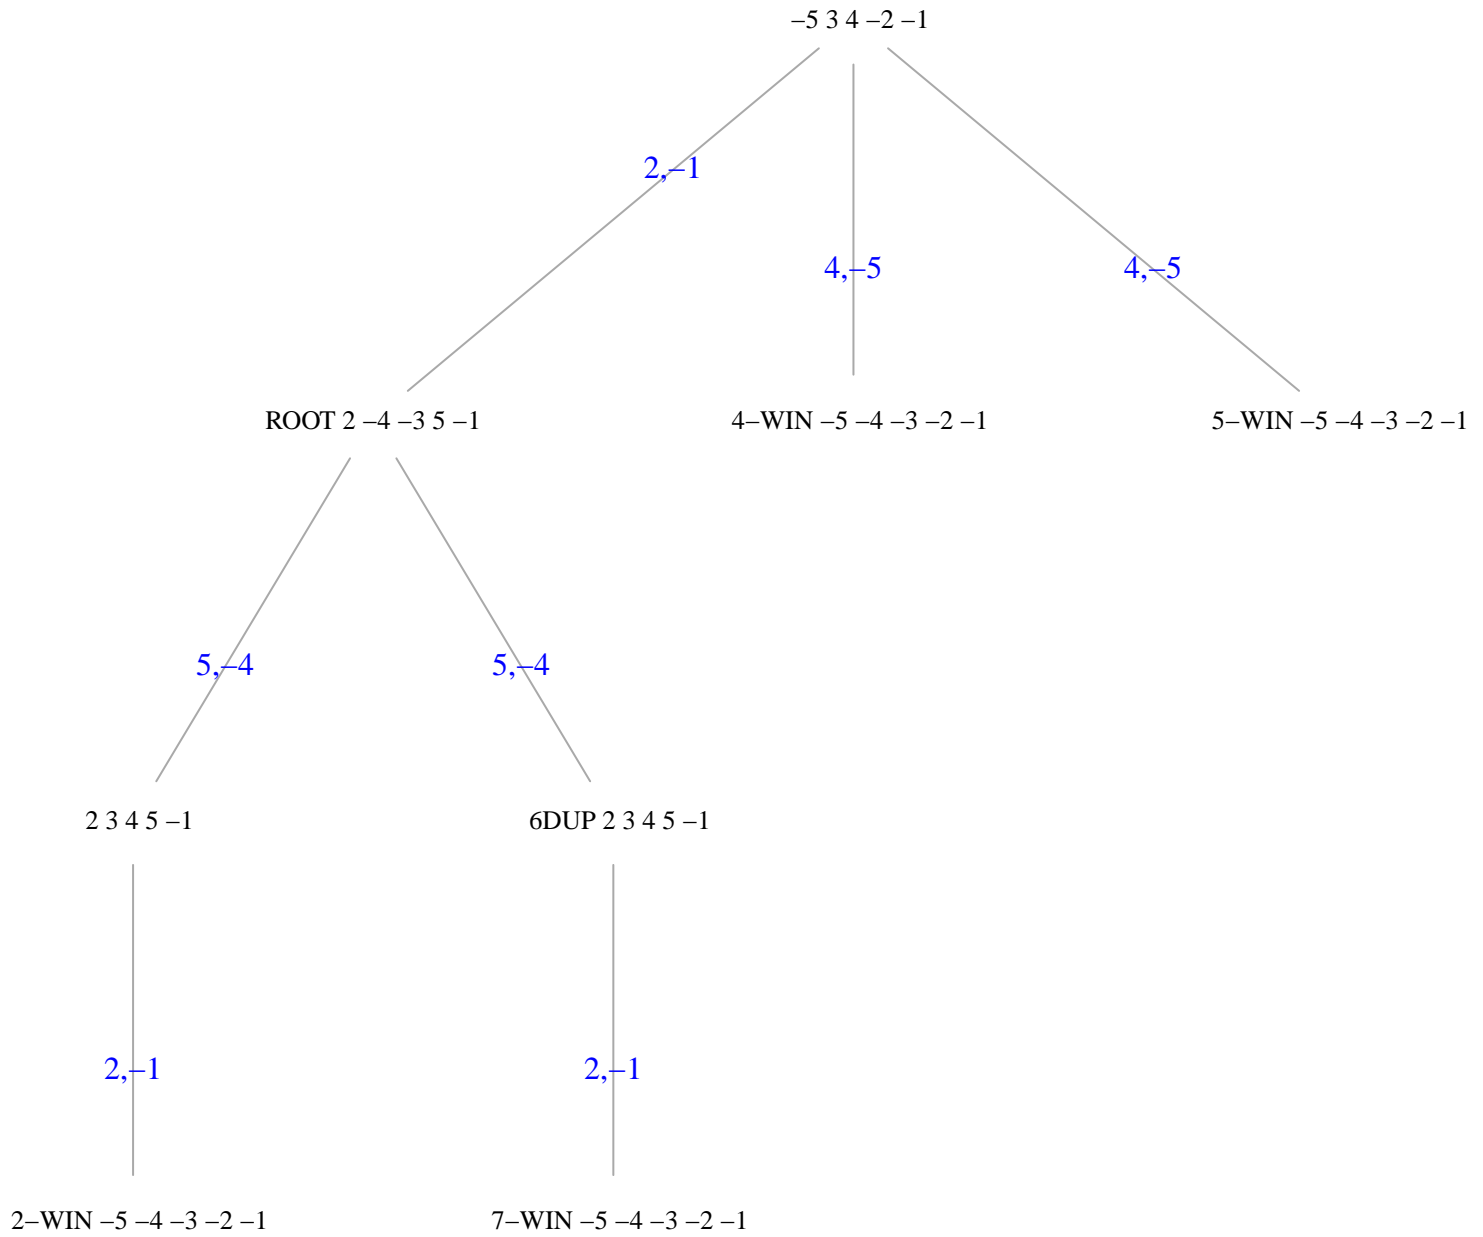 –5 3 4 –2 –1
2,–1
4,–5
4,–5
ROOT 2 –4 –3 5 –1
4–WIN –5 –4 –3 –2 –1
5–WIN –5 –4 –3 –2 –1
5,–4
5,–4
2 3 4 5 –1
6DUP 2 3 4 5 –1
2,–1
2,–1
2–WIN –5 –4 –3 –2 –1
7–WIN –5 –4 –3 –2 –1